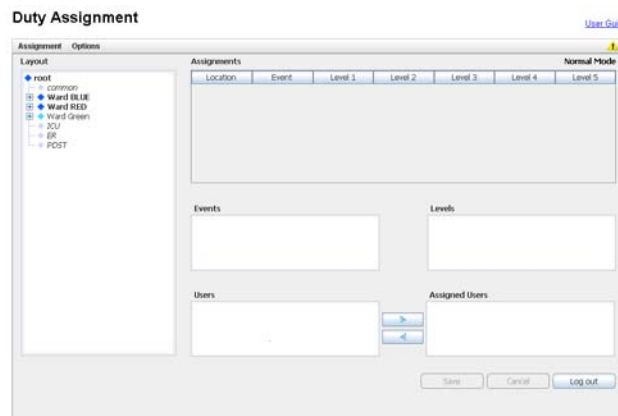 Duty Assignment
User Gui
Assignment Options
Layout
Assignments
Normal Mode
root
Location Event Level 1 Level 2 Level 3 Level 4 Level 5
common
Ward BLUE
Ward RED
Ward Green
ICU
ER
POST
Events
Levels
Users
Assigned Users
Save Cancel Log out